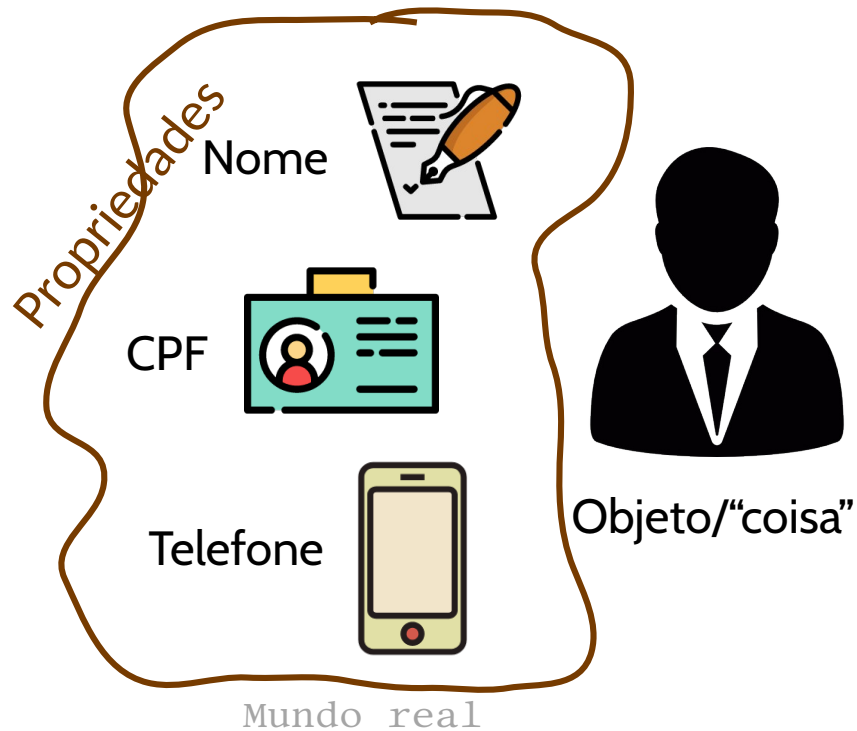 Propriedades
Nome
CPF
Telefone
Objeto/“coisa”
Mundo real